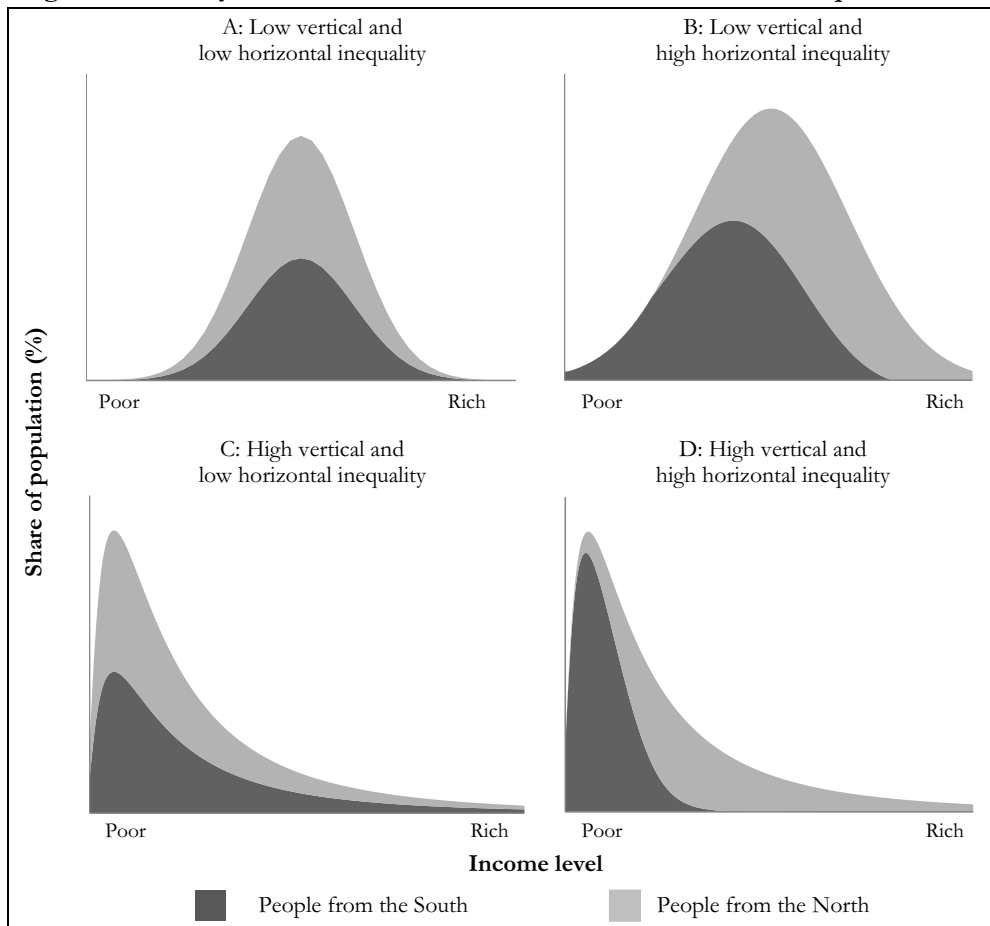 A: Low vertical and
low horizontal inequality
B: Low vertical and
high horizontal inequality
Poor
Rich
Poor
Rich
C: High vertical and
low horizontal inequality
D: High vertical and
high horizontal inequality
Share of population (%)
Poor
Rich
Poor
Rich
Income level
People from the South
People from the North